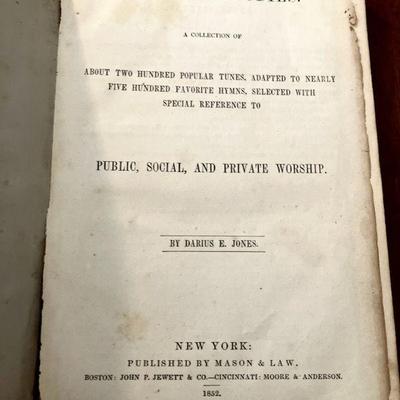 A COLLECTION OF
ABOUT TWO HUNDRED POPULAR TUNES, ADAPTED TO NEARLY
FIVE HUNDRED FAVORITE HYMNS, SELECTED WITH
SPECIAL REFERENCE TO
PUBLIC, SOCIAL, AND PRIVATE WORSHIP.
BY DARIUS E. JONES.
NEW YORK:
PUBLISHED BY MASON & LAW.
BOSTON: JOHN P. JEWETT & CO.—CINCINNATI: MOORE & ANDERSON.
1852.